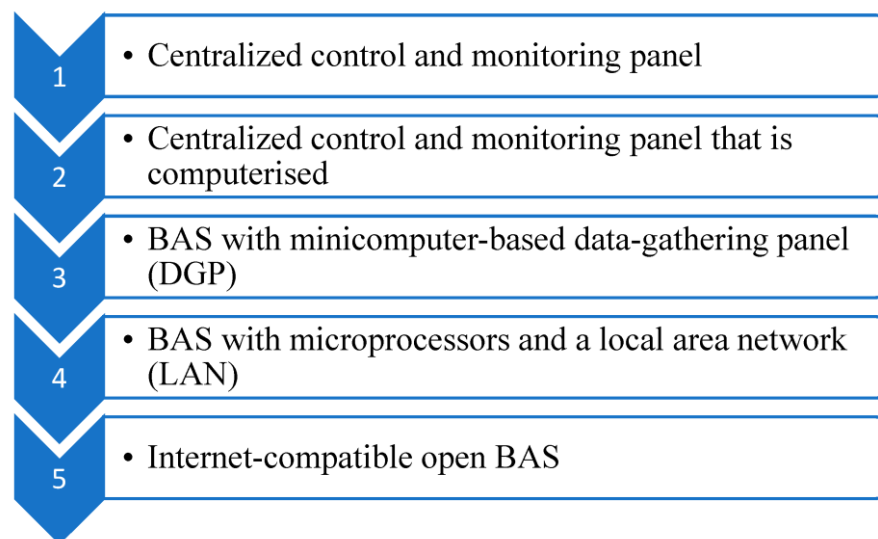 1
• Centralized control and monitoring panel
2
• Centralized control and monitoring panel that is
computerised
3
• BAS with minicomputer-based data-gathering panel
(DGP)
4
• BAS with microprocessors and a local area network
(LAN)
5
• Internet-compatible open BAS